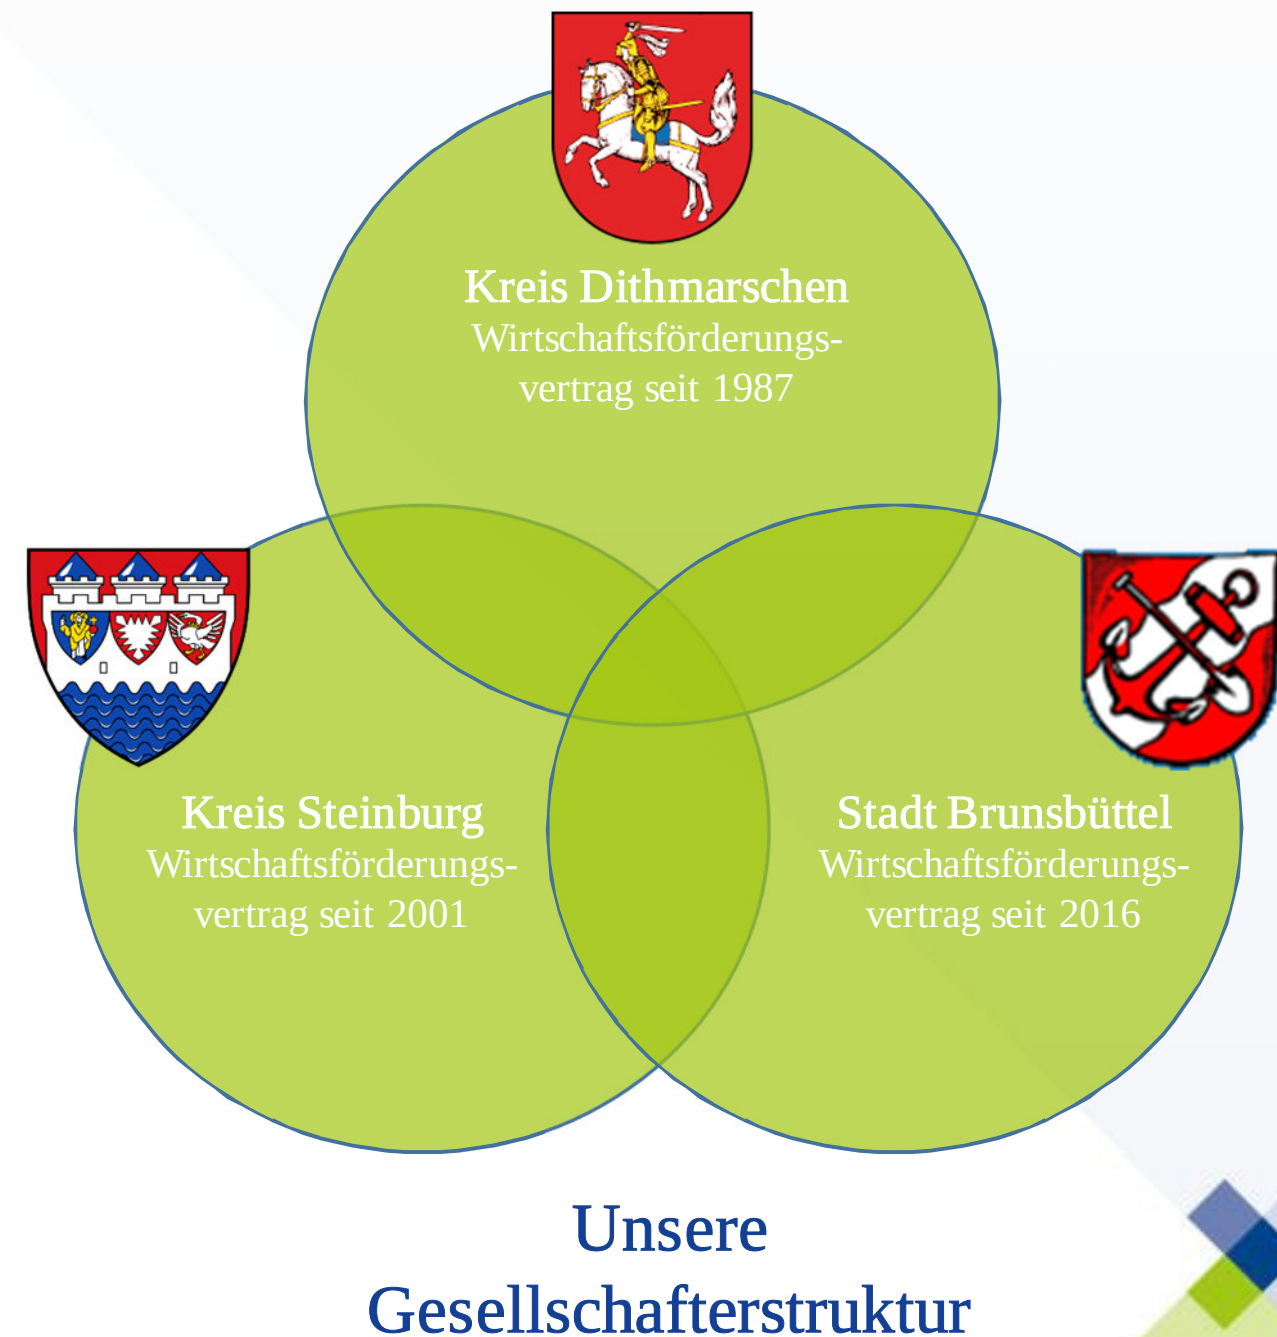 Kreis Dithmarschen
Wirtschaftsförderungs-
vertrag seit 1987
Kreis Steinburg
Wirtschaftsförderungs-
vertrag seit 2001
Stadt Brunsbüttel
Wirtschaftsförderungs-
vertrag seit 2016
Unsere
Gesellschafterstruktur